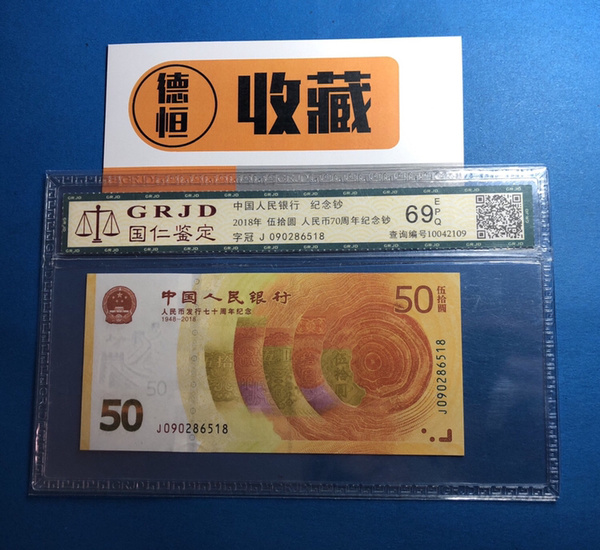 德恒
收藏
GRJD
国仁鉴定
中国人民银行 纪念钞
2018年 伍拾圆 人民币70周年纪念钞
字冠 J 090286518
69 EPQ
查询编号10042109
中国人民银行
人民币发行七十周年纪念
1948-2018
50 伍拾圆
50
50
J090286518
J090286518